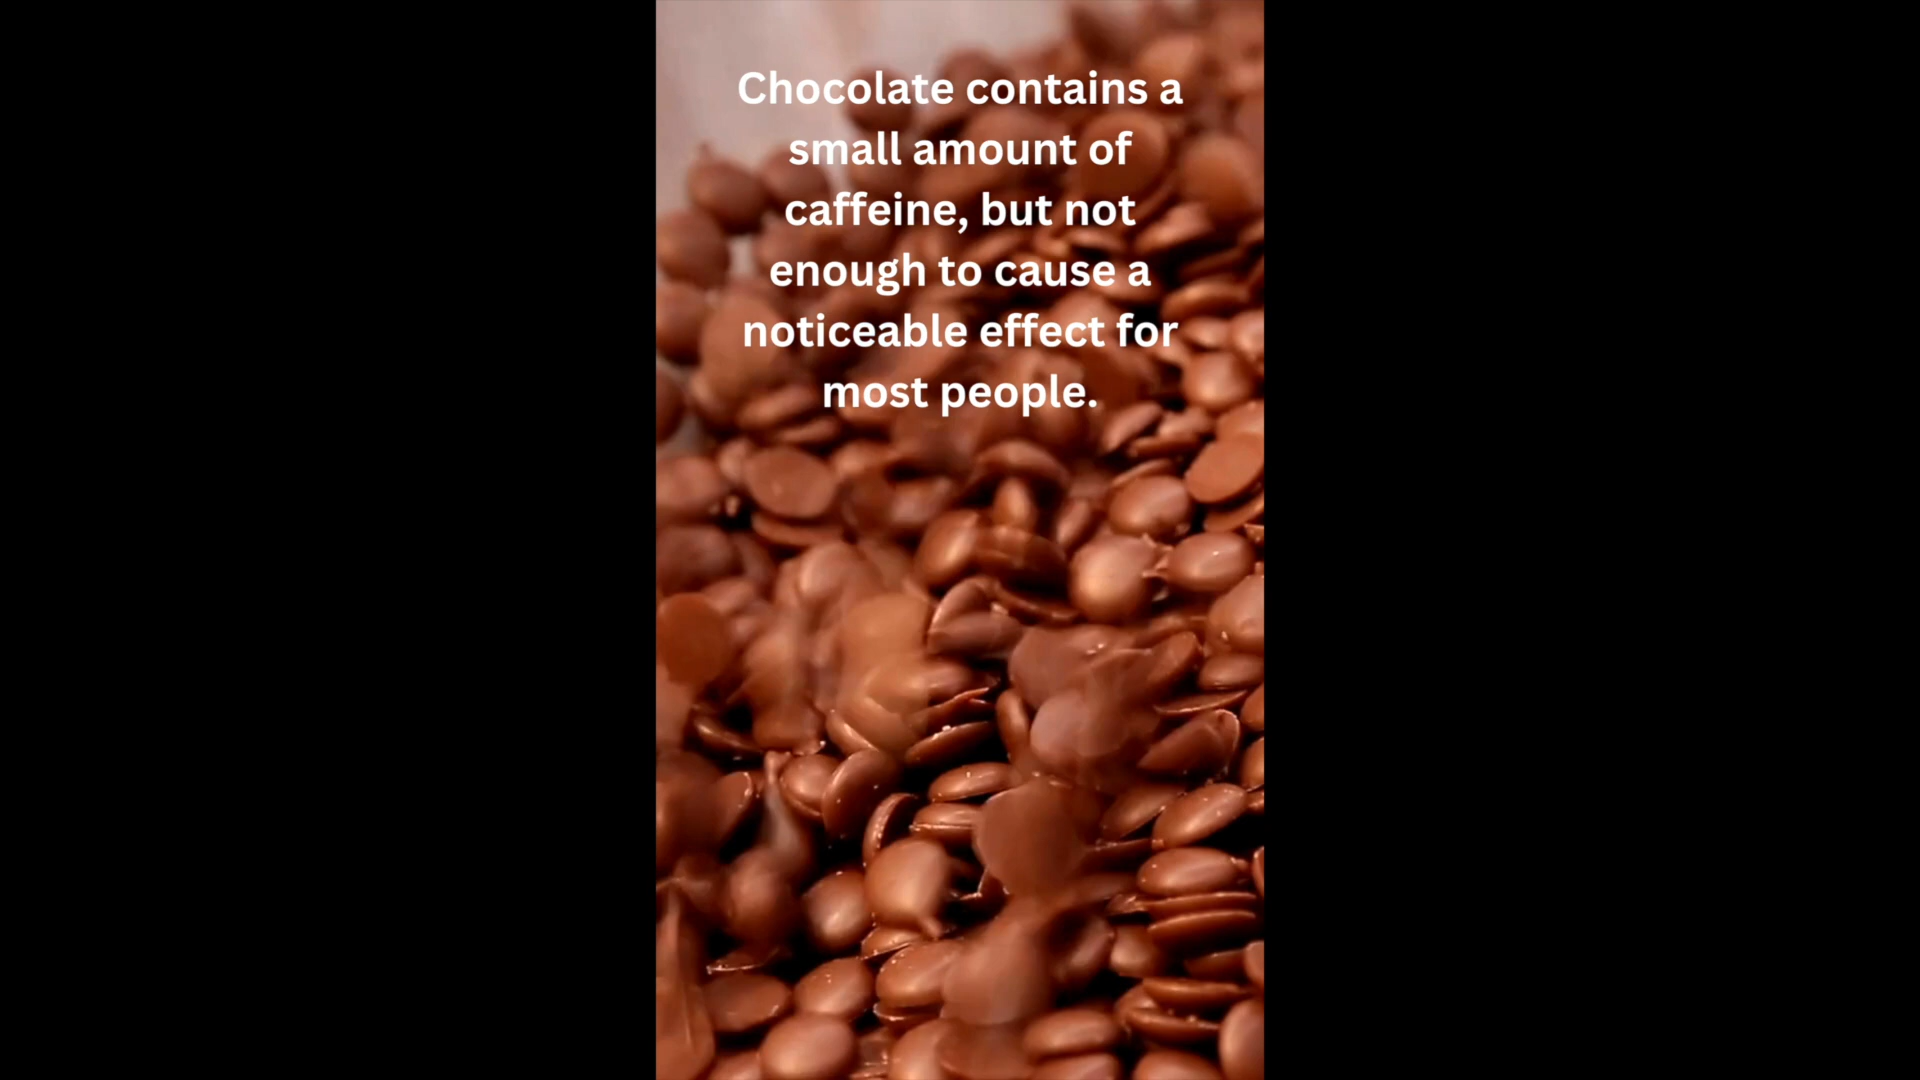 Chocolate contains a
small amount of
caffeine, but not
enough to cause a
noticeable effect for
most people.